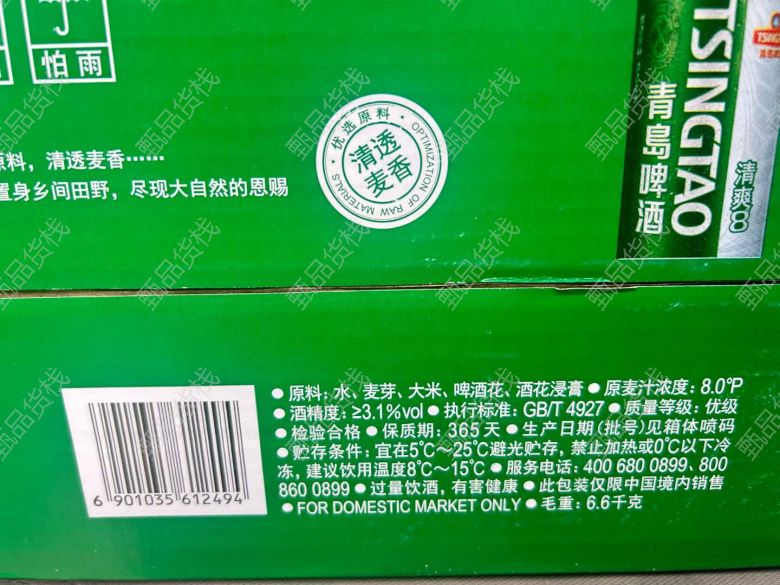 怕雨
料，清透麦香……
置身乡间田野，尽现大自然的恩赐
·优选原料·
清透
麦香
OPTIMIZATION OF RAW MATERIALS
TSINGTAO
青島啤酒
清爽8
● 原料：水、麦芽、大米、啤酒花、酒花浸膏 ● 原麦汁浓度：8.0°P
● 酒精度：≥3.1%vol ● 执行标准：GB/T 4927 ● 质量等级：优级
● 检验合格 ● 保质期：365天 ● 生产日期（批号）见箱体喷码
● 贮存条件：宜在5℃～25℃避光贮存，禁止加热或0℃以下冷
冻，建议饮用温度8℃～15℃ ● 服务电话：400 680 0899、800
860 0899 ● 过量饮酒，有害健康 ● 此包装仅限中国境内销售
● FOR DOMESTIC MARKET ONLY ● 毛重：6.6千克
6 901035 612494
甄品货栈